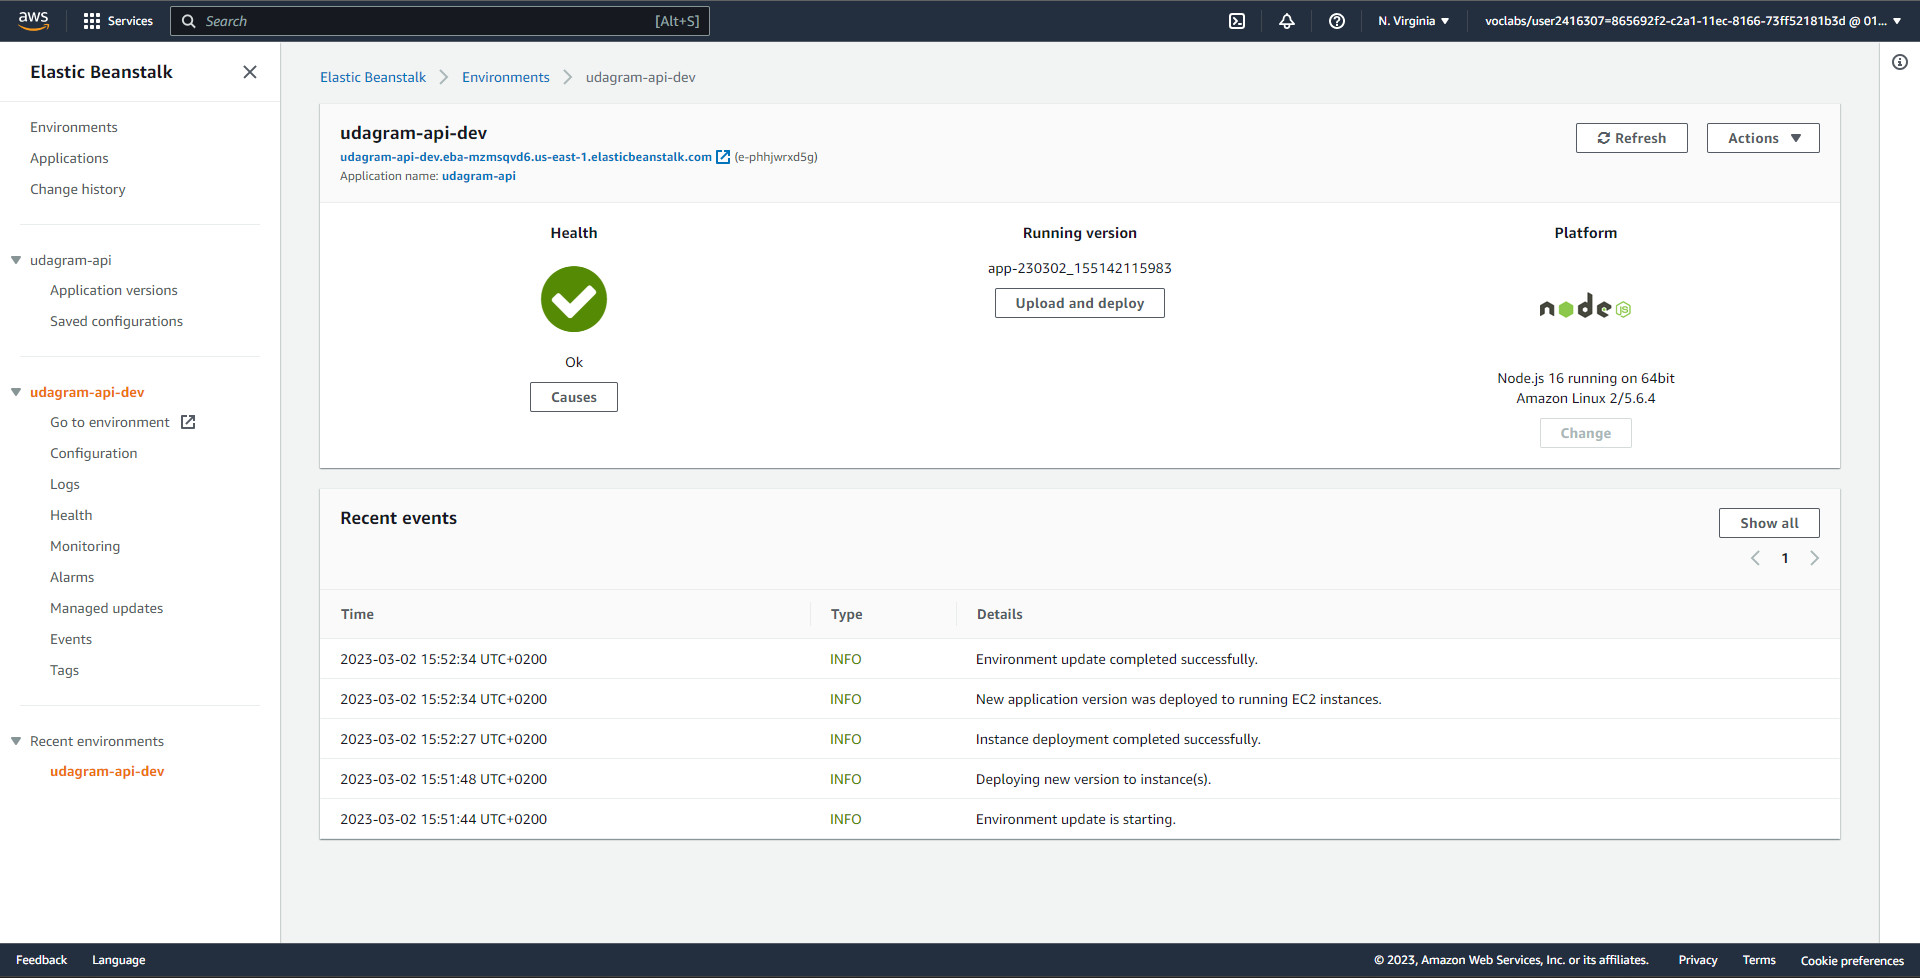 aws
Services
Search
[Alt+S]
N. Virginia ▼
voclabs/user2416307=865692f2-c2a1-11ec-8166-73ff52181b3d @ 01... ▼
Elastic Beanstalk
Environments
Applications
Change history
udagram-api
Application versions
Saved configurations
udagram-api-dev
Go to environment
Configuration
Logs
Health
Monitoring
Alarms
Managed updates
Events
Tags
Recent environments
udagram-api-dev
Elastic Beanstalk > Environments > udagram-api-dev
udagram-api-dev
udagram-api-dev.eba-mzmsqvd6.us-east-1.elasticbeanstalk.com (e-phhjwrxd5g)
Application name: udagram-api
Refresh
Actions ▼
Health
Ok
Causes
Running version
app-230302_155142115983
Upload and deploy
Platform
node JS
Node.js 16 running on 64bit
Amazon Linux 2/5.6.4
Change
Recent events
Show all
< 1 >
Time Type Details
2023-03-02 15:52:34 UTC+0200 INFO Environment update completed successfully.
2023-03-02 15:52:34 UTC+0200 INFO New application version was deployed to running EC2 instances.
2023-03-02 15:52:27 UTC+0200 INFO Instance deployment completed successfully.
2023-03-02 15:51:48 UTC+0200 INFO Deploying new version to instance(s).
2023-03-02 15:51:44 UTC+0200 INFO Environment update is starting.
Feedback Language
© 2023, Amazon Web Services, Inc. or its affiliates. Privacy Terms Cookie preferences